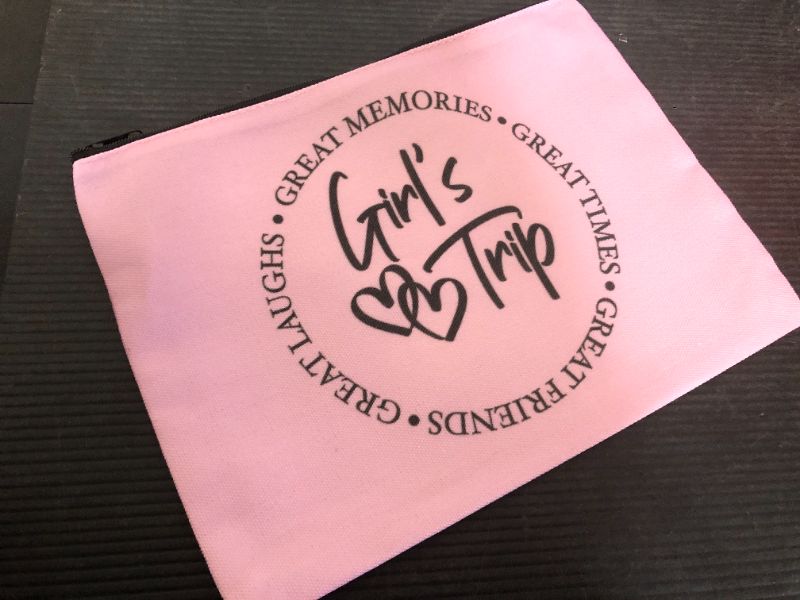 GREAT MEMORIES • GREAT TIMES • GREAT FRIENDS • GREAT LAUGHS •
Girl's
Trip